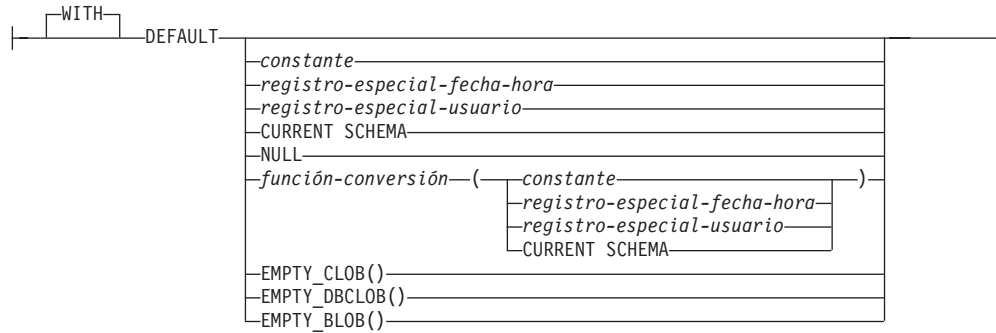 WITH
DEFAULT
constante
registro-especial-fecha-hora
registro-especial-usuario
CURRENT SCHEMA
NULL
función-conversión ( constante )
registro-especial-fecha-hora
registro-especial-usuario
CURRENT SCHEMA
EMPTY_CLOB()
EMPTY_DBCLOB()
EMPTY_BLOB()